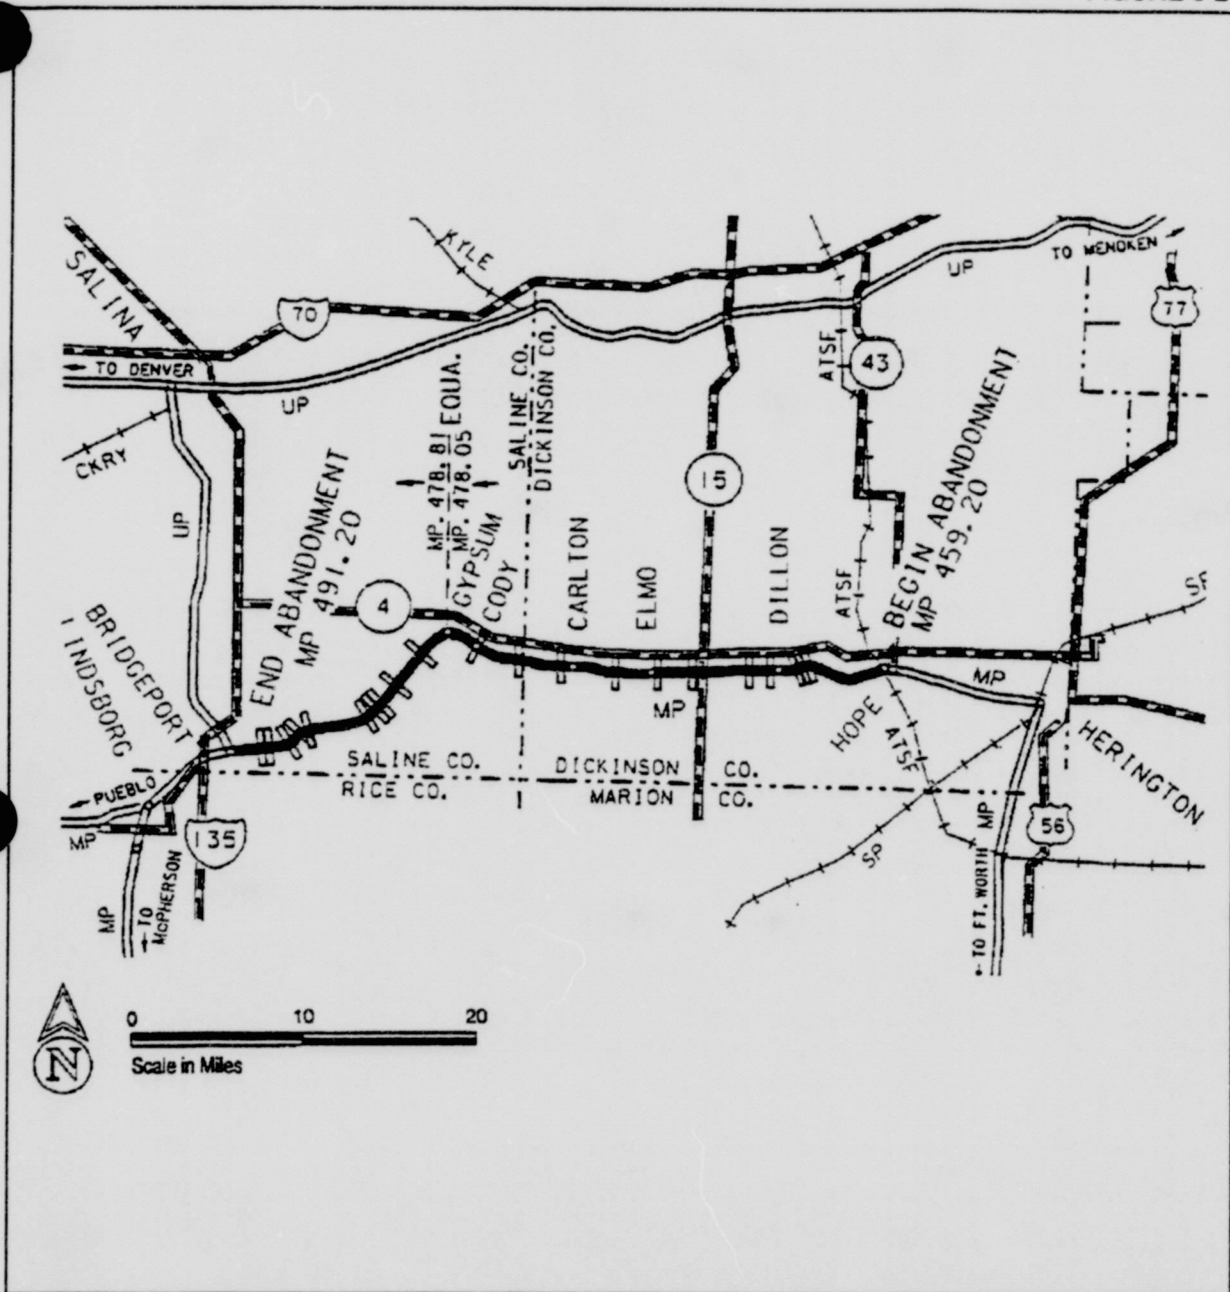 KYLE
TO MENOKEN
SALINA
UP
70
77
TO DENVER
ATSF
43
UP
CKRY
MP. 478.81 EQUA.
MP. 478.05
SALINE CO.
DICKINSON CO.
15
UP
END ABANDONMENT
MP 491.20
BEGIN ABANDONMENT
MP 459.20
GYPSUM
CODY
CARLTON
ELMO
DILLON
ATSF
4
BRIDGEPORT
INDSBORG
MP
MP
HOPE
ATSF
HERINGTON
SALINE CO.
RICE CO.
DICKINSON CO.
MARION CO.
PUEBLO
MP
135
56
MP
SP
TO McPHERSON
MP
TO FT. WORTH
N
0 10 20
Scale in Miles